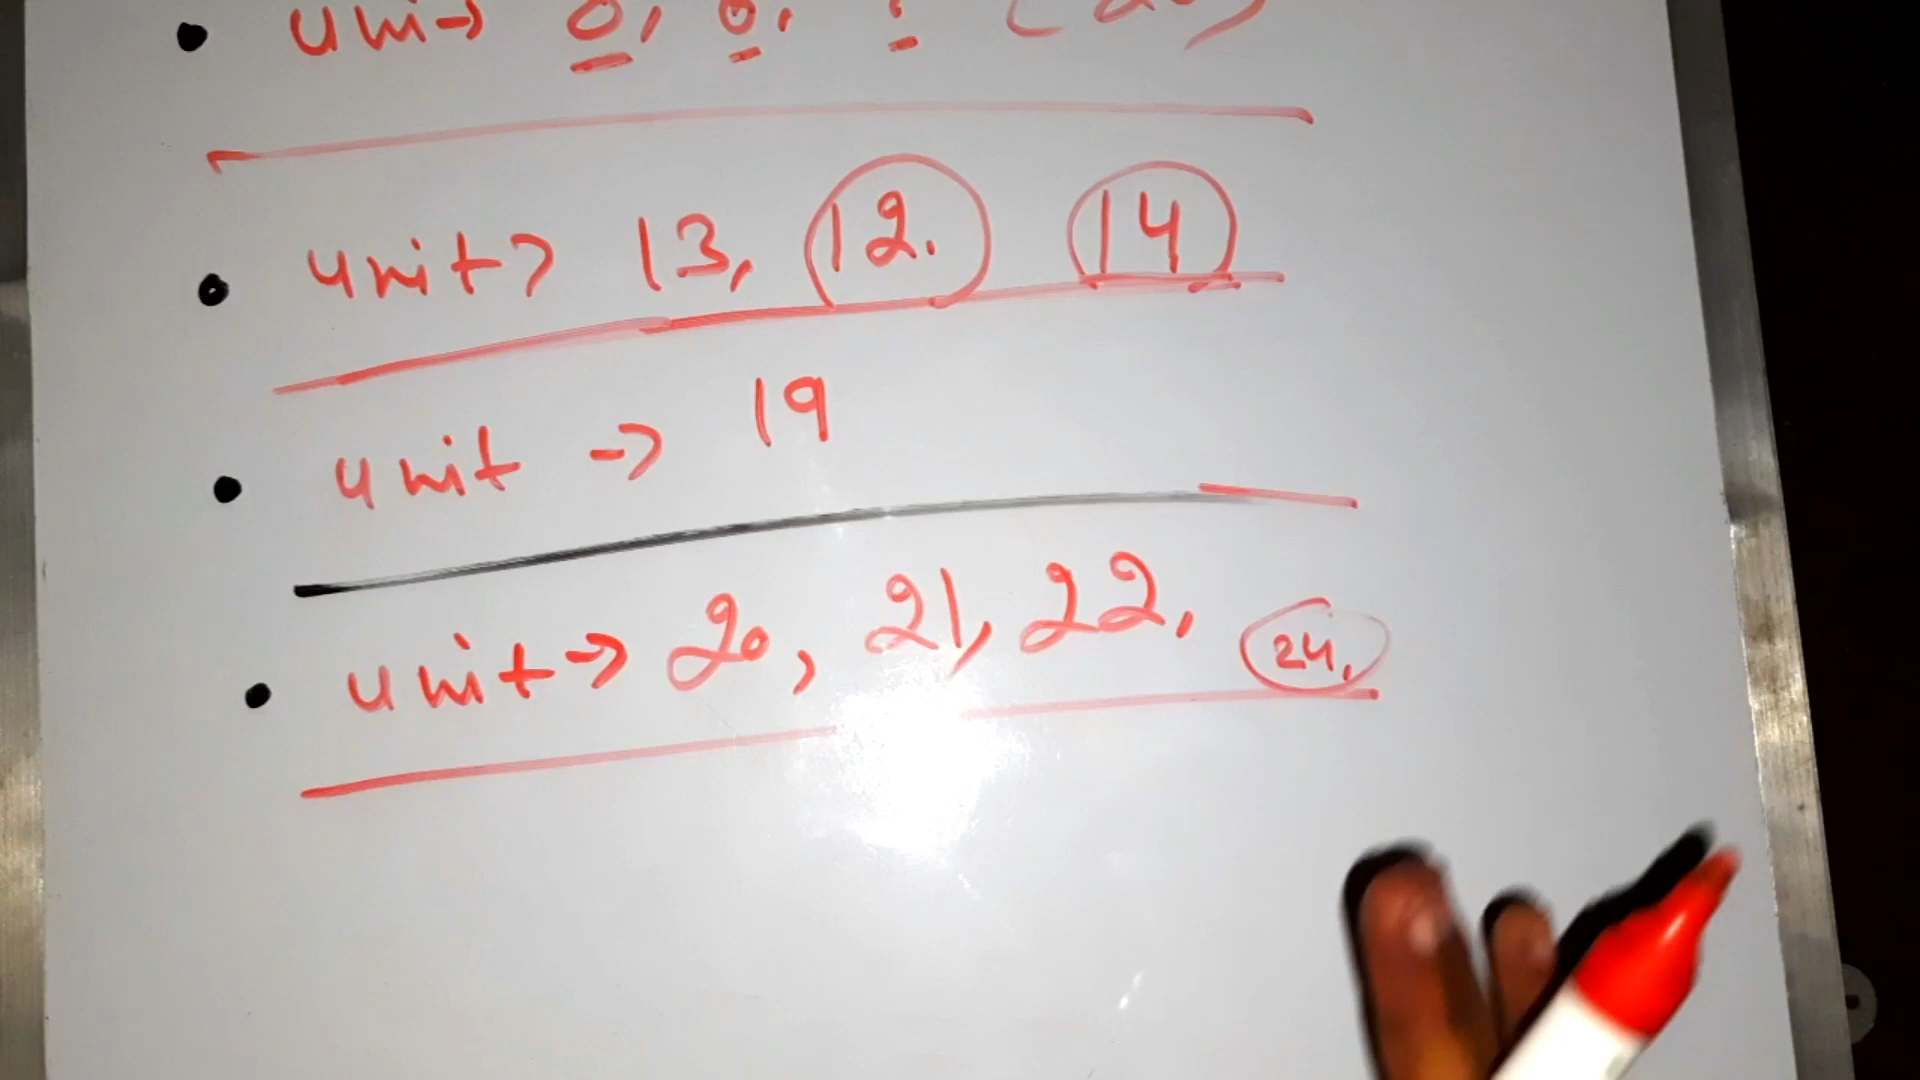 unit → 13, 12. 14
unit → 19
unit → 20, 21, 22, 24,